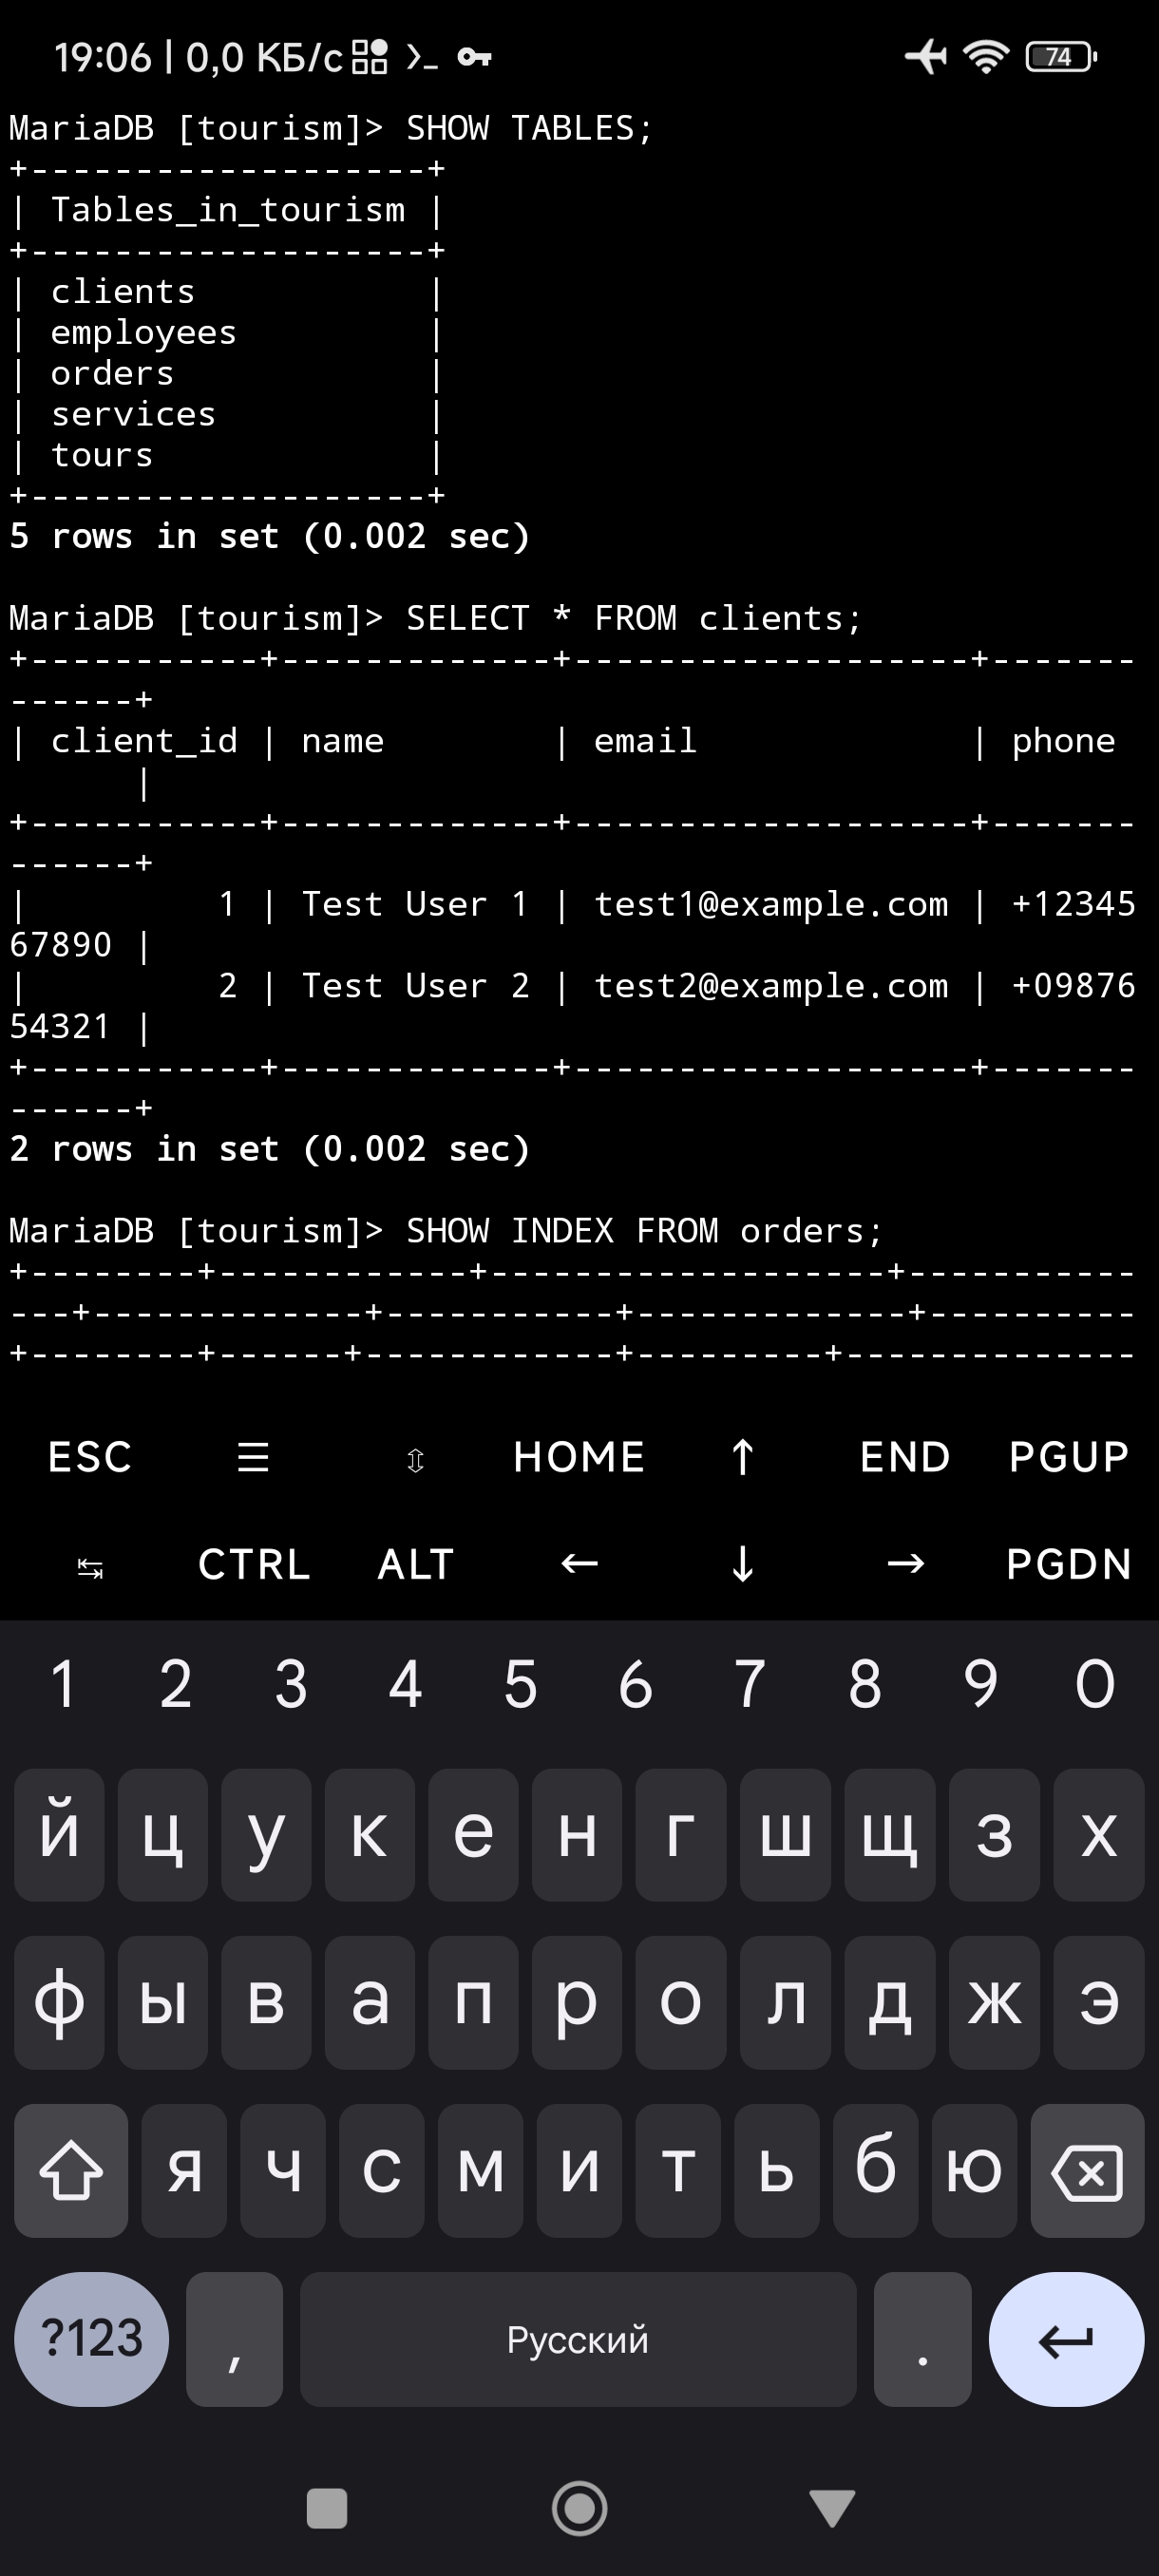 19:06 | 0,0 КБ/с
74
MariaDB [tourism]> SHOW TABLES;
+-------------------+
| Tables_in_tourism |
+-------------------+
| clients           |
| employees         |
| orders            |
| services          |
| tours             |
+-------------------+
5 rows in set (0.002 sec)
MariaDB [tourism]> SELECT * FROM clients;
+-----------+-------------+-------------------+-------
------+
| client_id | name        | email             | phone
      |
+-----------+-------------+-------------------+-------
------+
|         1 | Test User 1 | test1@example.com | +12345
67890 |
|         2 | Test User 2 | test2@example.com | +09876
54321 |
+-----------+-------------+-------------------+-------
------+
2 rows in set (0.002 sec)
MariaDB [tourism]> SHOW INDEX FROM orders;
+--------+------------+-------------------+-----------
---+-------------+-----------+-------------+----------
+--------+------+------------+---------+--------------
ESC ☰ ⇳ HOME ↑ END PGUP
↹ CTRL ALT ← ↓ → PGDN
1 2 3 4 5 6 7 8 9 0
й ц у к е н г ш щ з х
ф ы в а п р о л д ж э
я ч с м и т ь б ю
?123 , Русский .